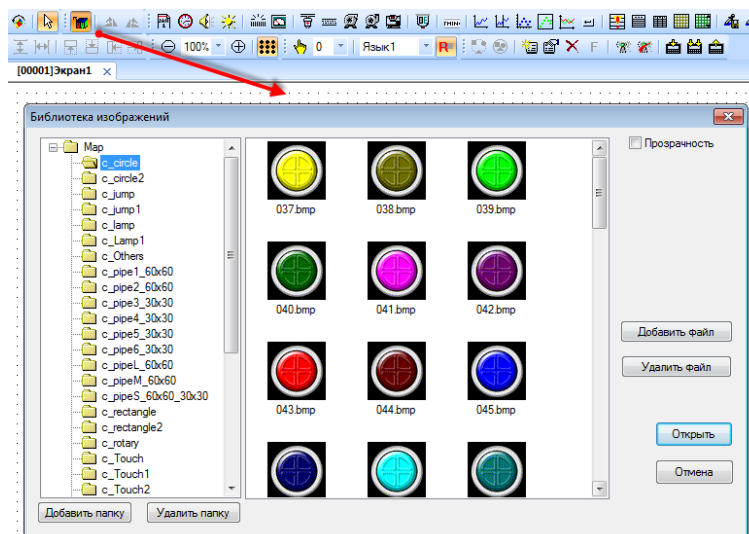 100%
0
Язык1
R
F
[00001]Экран1
Библиотека изображений
Map
c_circle
c_circle2
c_jump
c_jump1
c_lamp
c_Lamp1
c_Others
c_pipe1_60x60
c_pipe2_60x60
c_pipe3_30x30
c_pipe4_30x30
c_pipe5_30x30
c_pipe6_30x30
c_pipeL_60x60
c_pipeM_60x60
c_pipeS_60x60_30x30
c_rectangle
c_rectangle2
c_rotary
c_Touch
c_Touch1
c_Touch2
Добавить папку
Удалить папку
037.bmp
038.bmp
039.bmp
040.bmp
041.bmp
042.bmp
043.bmp
044.bmp
045.bmp
Прозрачность
Добавить файл
Удалить файл
Открыть
Отмена